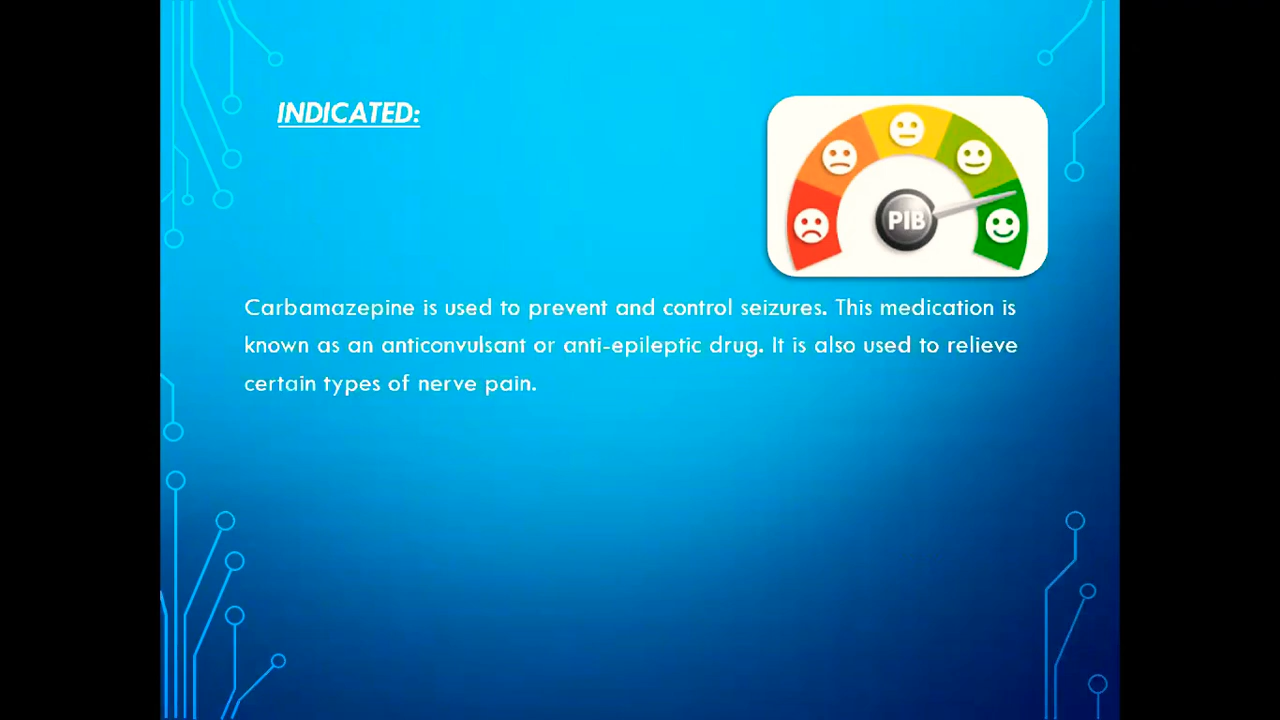 INDICATED:
PIB
Carbamazepine is used to prevent and control seizures. This medication is
known as an anticonvulsant or anti-epileptic drug. It is also used to relieve
certain types of nerve pain.